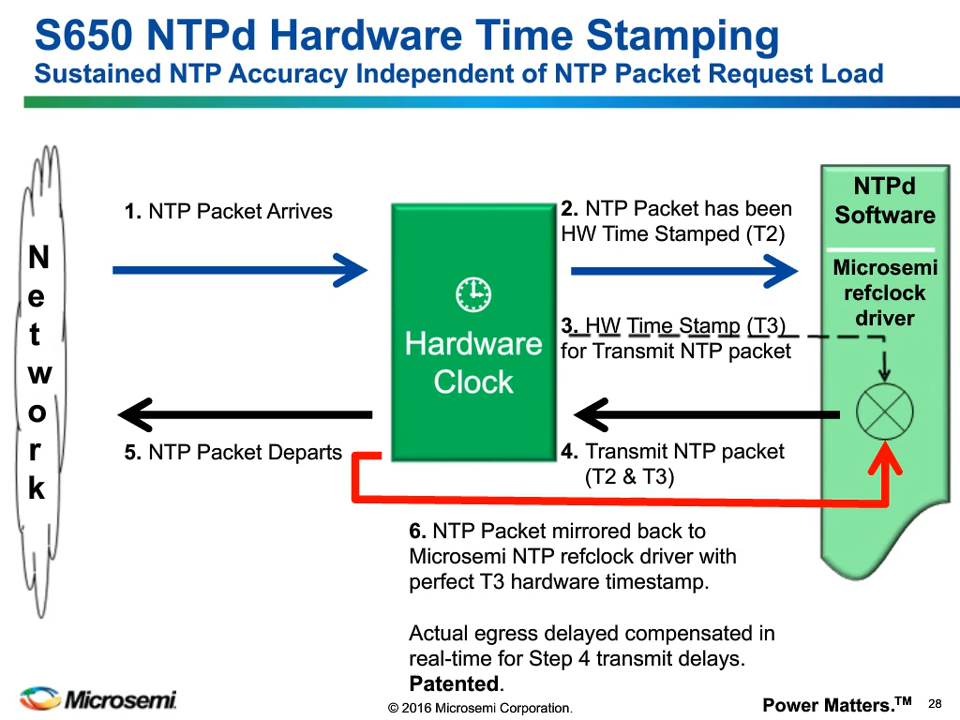 S650 NTPd Hardware Time Stamping
Sustained NTP Accuracy Independent of NTP Packet Request Load
Network
1. NTP Packet Arrives
Hardware
Clock
2. NTP Packet has been
HW Time Stamped (T2)
NTPd
Software
Microsemi
refclock
driver
3. HW Time Stamp (T3)
for Transmit NTP packet
4. Transmit NTP packet
(T2 & T3)
5. NTP Packet Departs
6. NTP Packet mirrored back to
Microsemi NTP refclock driver with
perfect T3 hardware timestamp.
Actual egress delayed compensated in
real-time for Step 4 transmit delays.
Patented.
Microsemi.
© 2016 Microsemi Corporation.
Power Matters.™
28